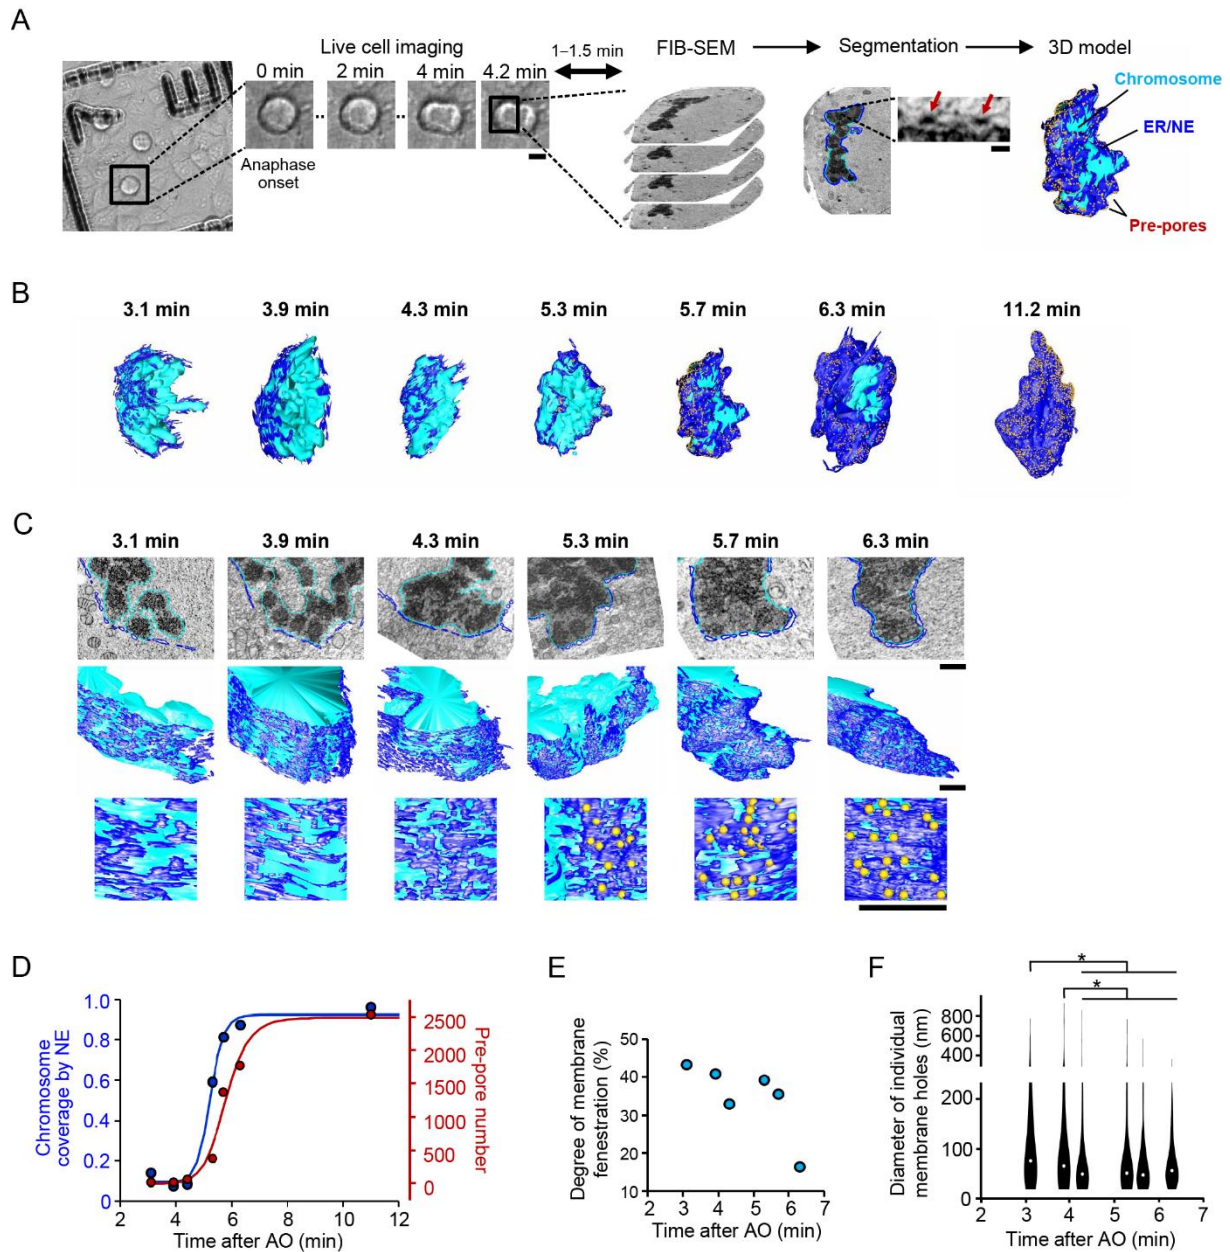 A
Live cell imaging
0 min 2 min 4 min 4.2 min
Anaphase
onset
1–1.5 min
FIB-SEM
Segmentation
3D model
Chromosome
ER/NE
Pre-pores
B
3.1 min 3.9 min 4.3 min 5.3 min 5.7 min 6.3 min 11.2 min
C
3.1 min 3.9 min 4.3 min 5.3 min 5.7 min 6.3 min
D
Chromosome
coverage by NE
1.0
0.8
0.6
0.4
0.2
0
2 4 6 8 10 12
Time after AO (min)
2500
2000
1500
1000
500
0
Pre-pore number
E
Degree of membrane
fenestration (%)
50
40
30
20
10
2 3 4 5 6 7
Time after AO (min)
F
Diameter of individual
membrane holes (nm)
* 
*
800
400
200
100
0
2 3 4 5 6 7
Time after AO (min)